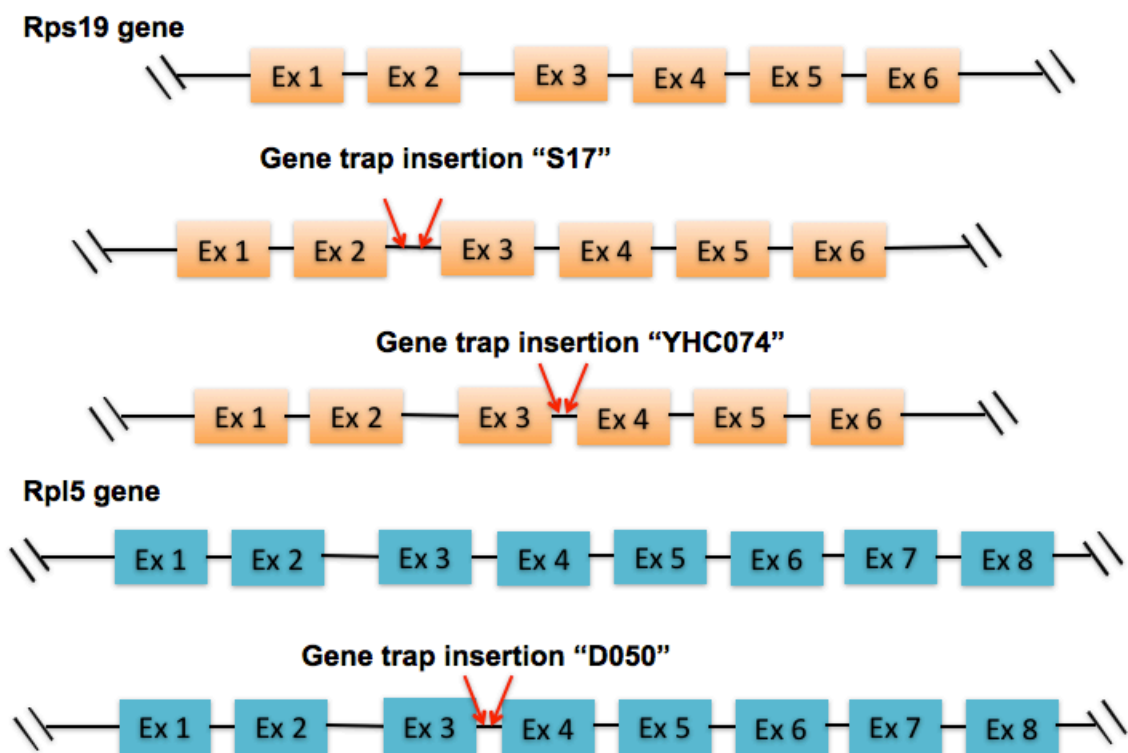 Rps19 gene
Ex 1 Ex 2 Ex 3 Ex 4 Ex 5 Ex 6
Gene trap insertion “S17”
Ex 1 Ex 2 Ex 3 Ex 4 Ex 5 Ex 6
Gene trap insertion “YHC074”
Ex 1 Ex 2 Ex 3 Ex 4 Ex 5 Ex 6
Rpl5 gene
Ex 1 Ex 2 Ex 3 Ex 4 Ex 5 Ex 6 Ex 7 Ex 8
Gene trap insertion “D050”
Ex 1 Ex 2 Ex 3 Ex 4 Ex 5 Ex 6 Ex 7 Ex 8